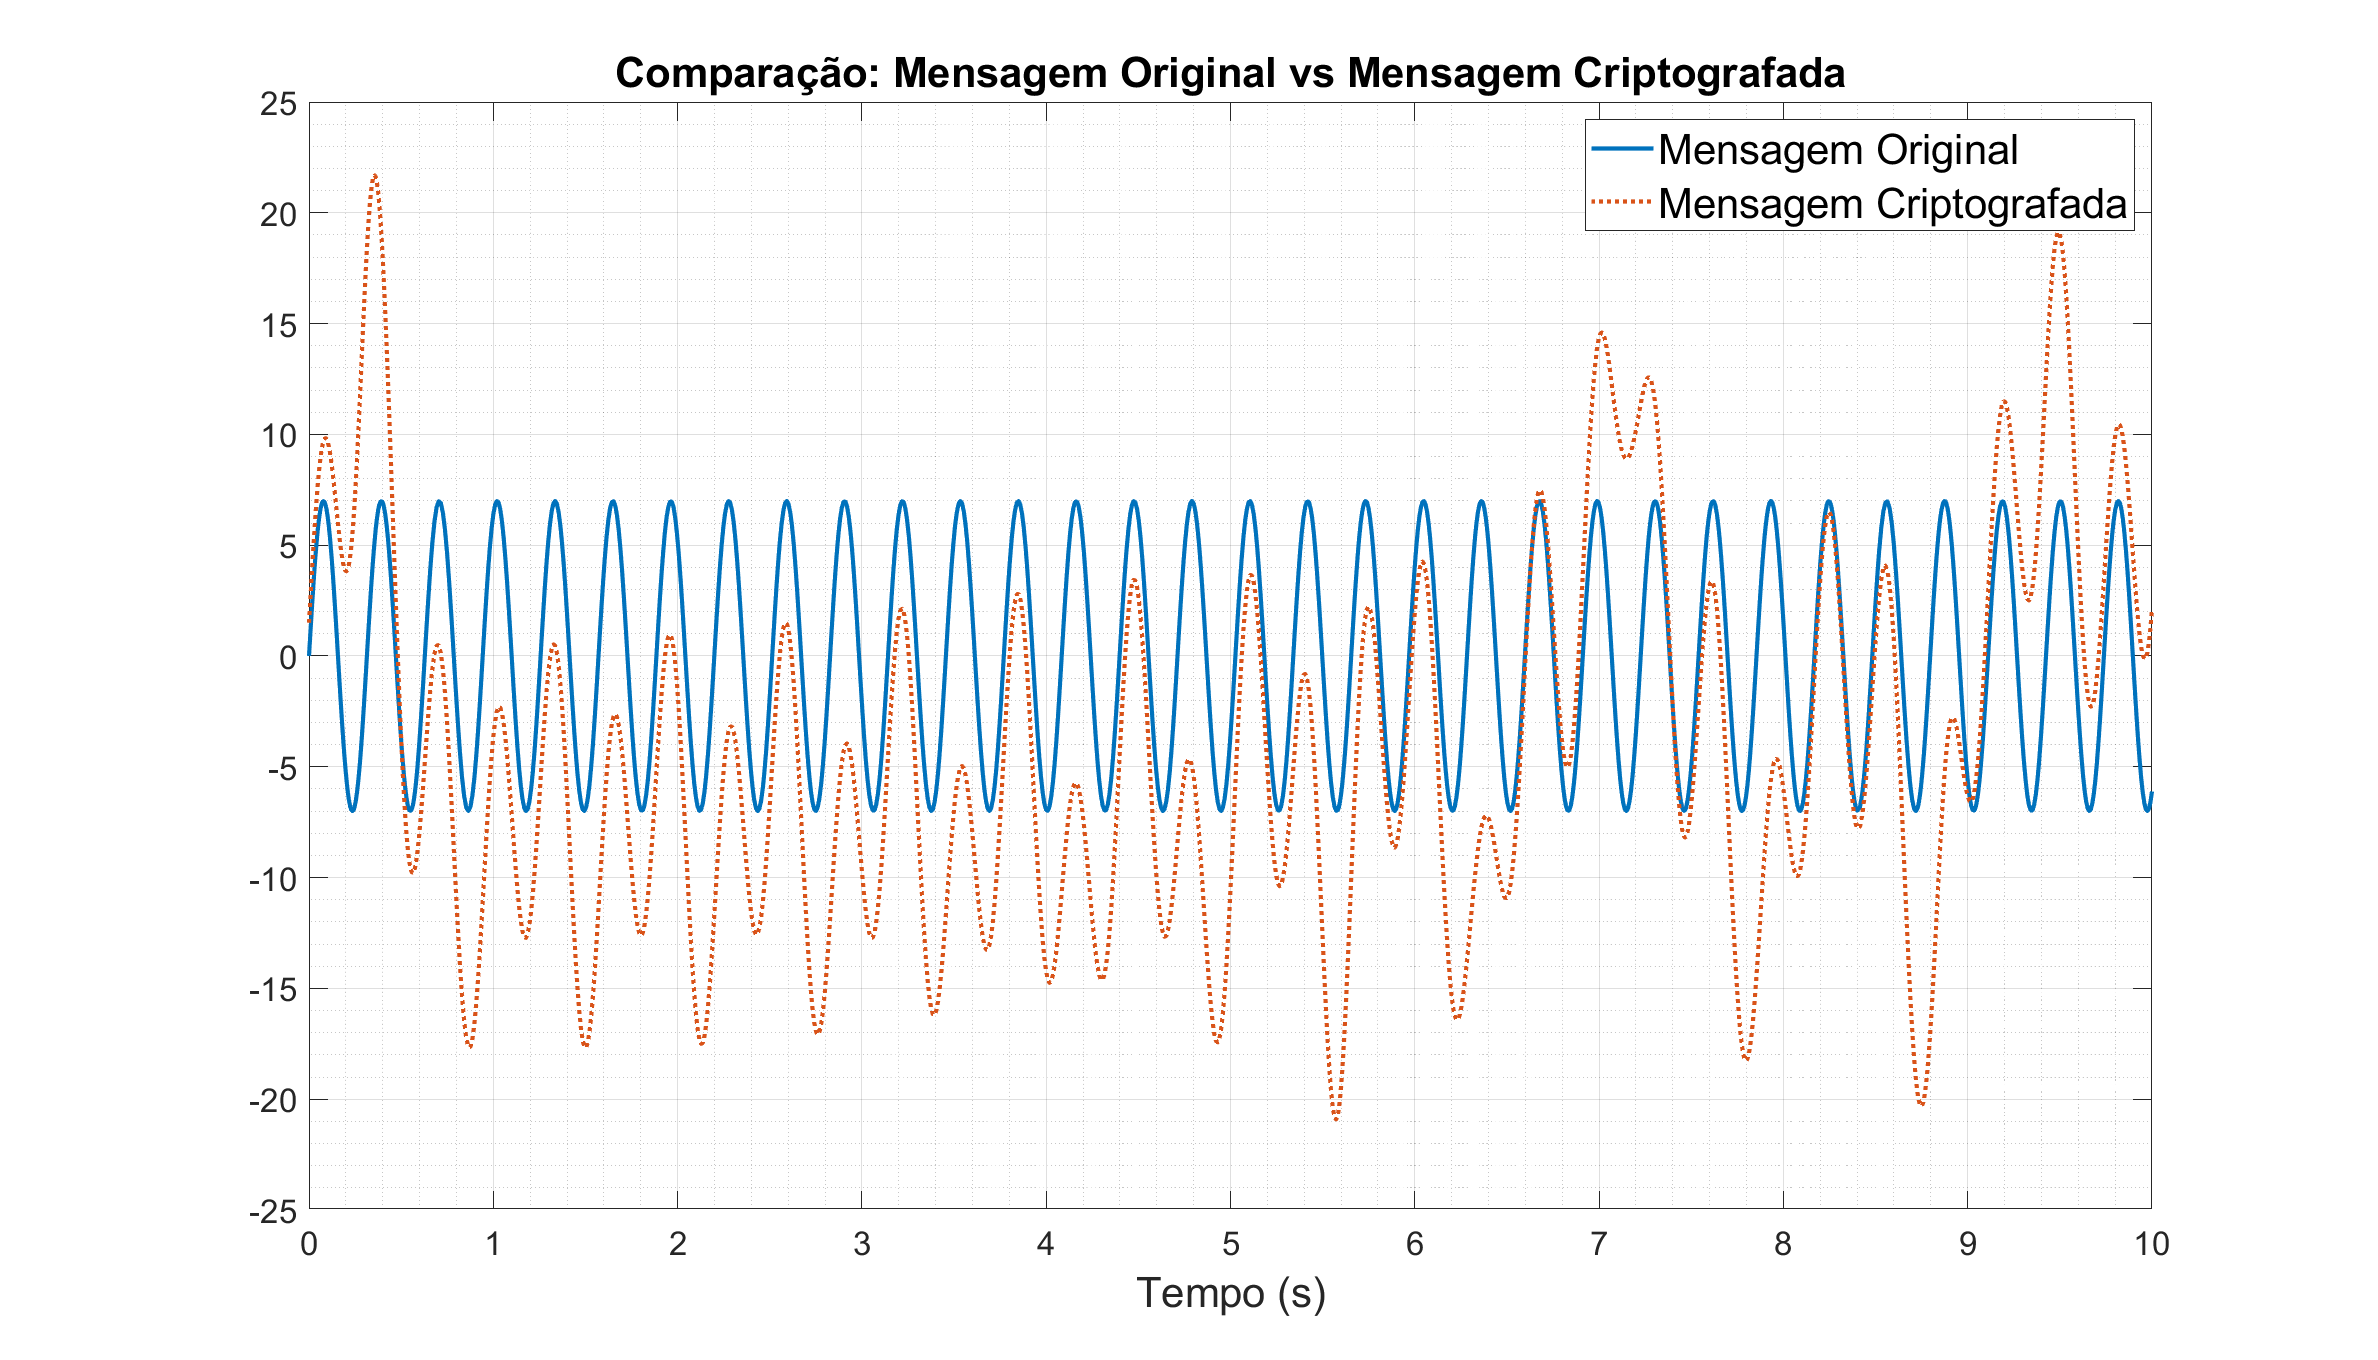 Comparação: Mensagem Original vs Mensagem Criptografada
Mensagem Original
Mensagem Criptografada
25
20
15
10
5
0
-5
-10
-15
-20
-25
0 1 2 3 4 5 6 7 8 9 10
Tempo (s)